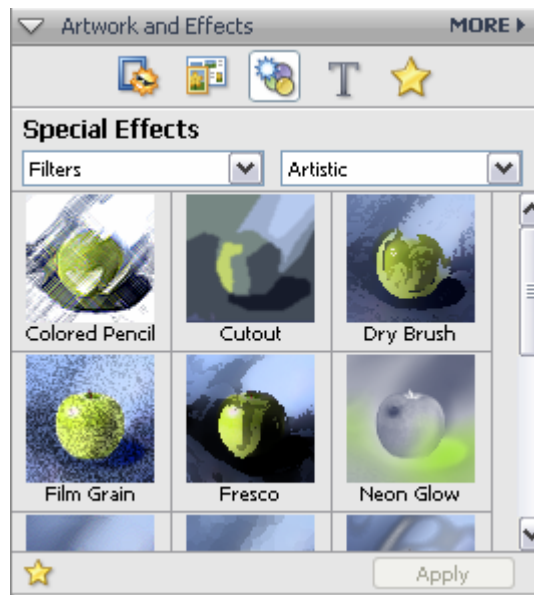 Artwork and Effects MORE
T
Special Effects
Filters Artistic
Colored Pencil Cutout Dry Brush
Film Grain Fresco Neon Glow
Apply